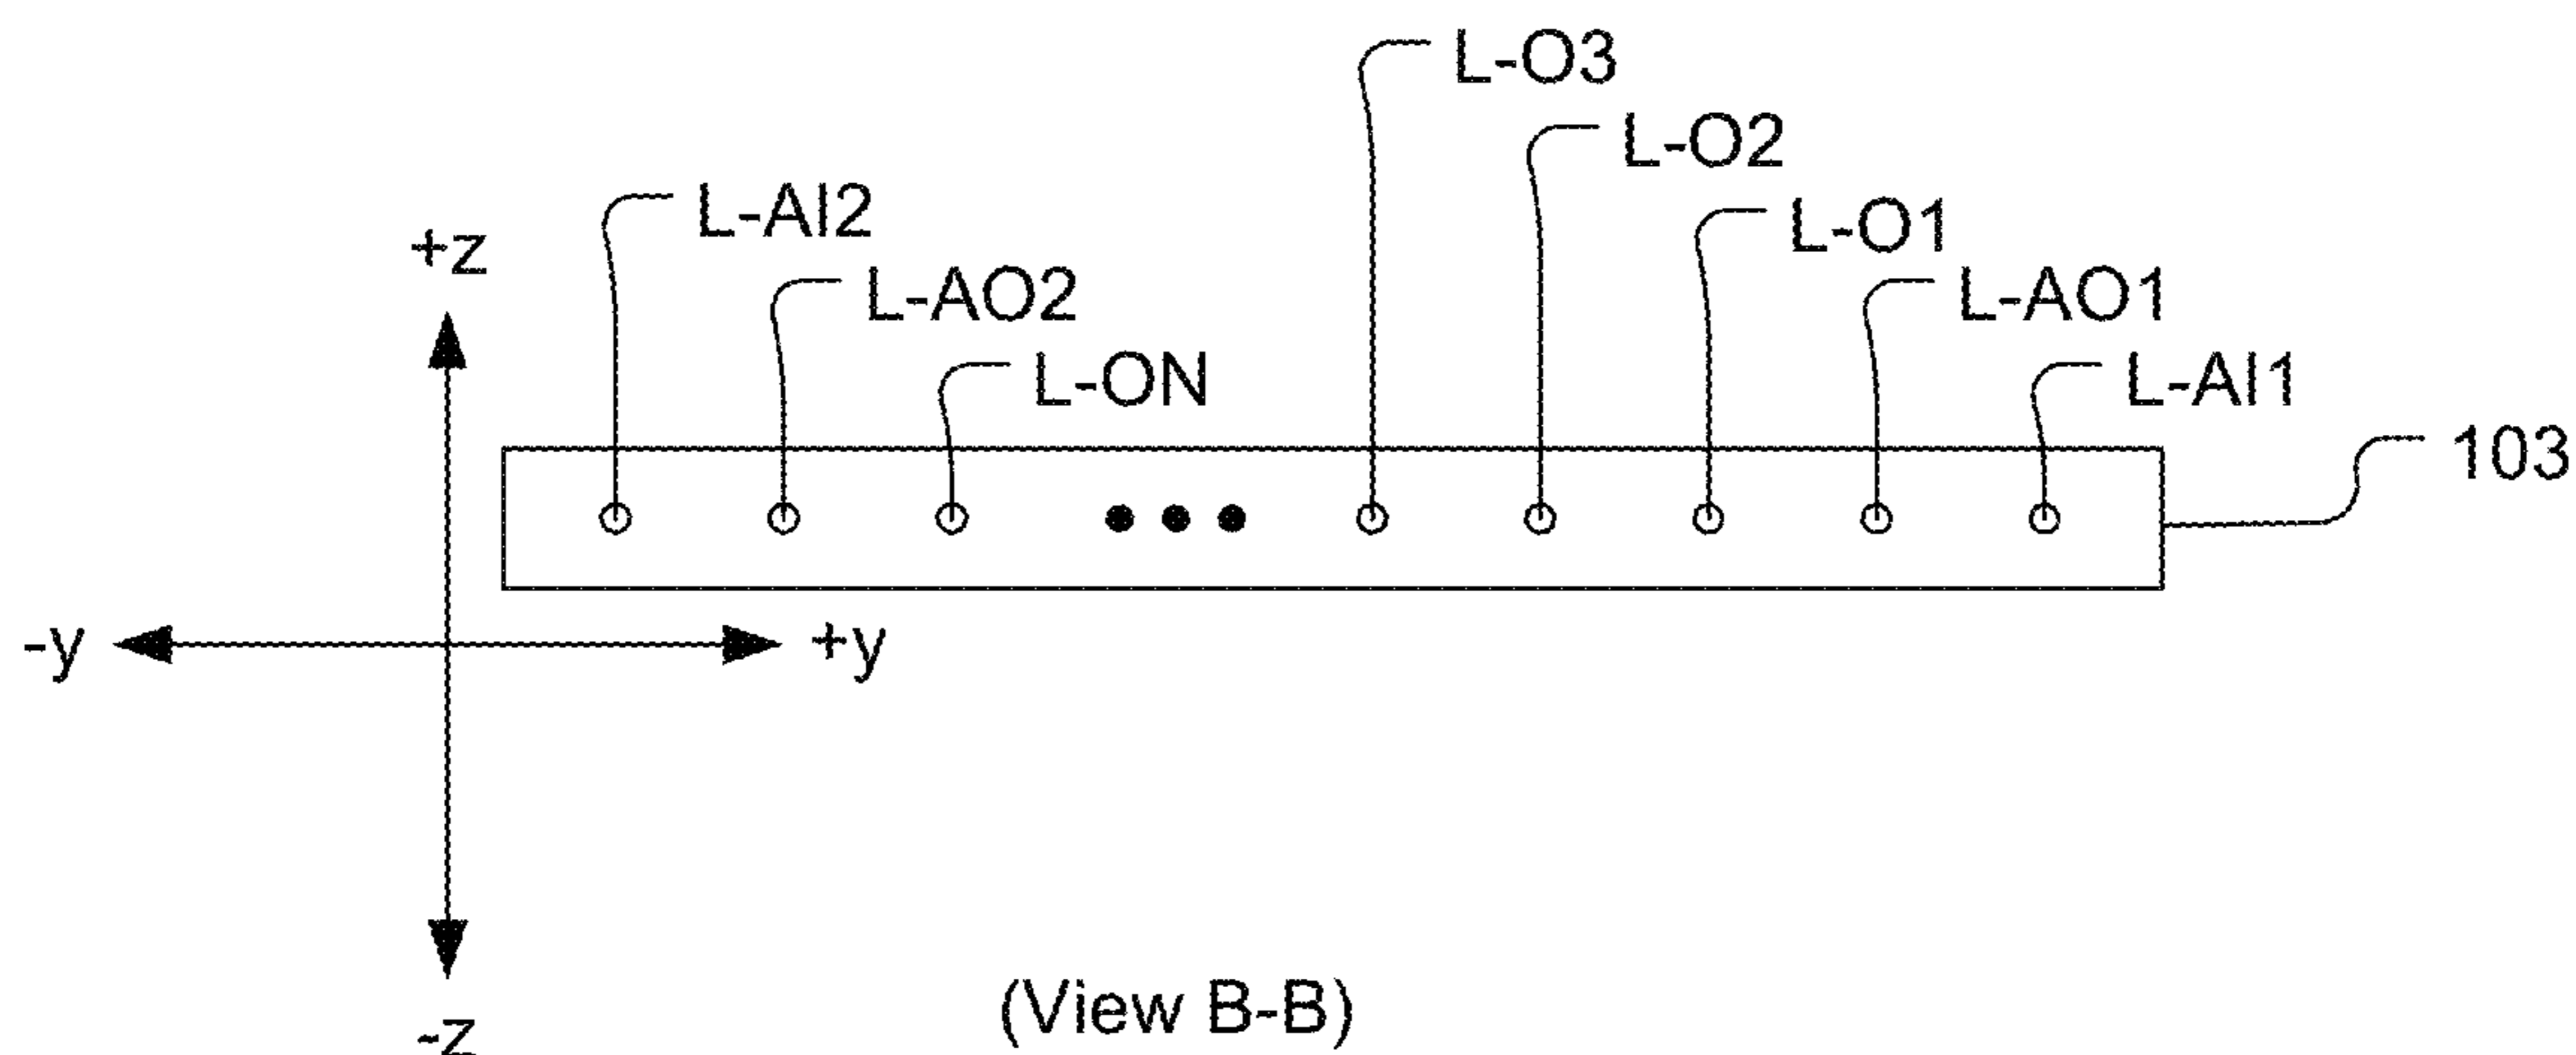 L-O3
L-O2
L-AI2
L-O1
+z
L-AO2
L-AO1
L-ON
L-AI1
103
-y
+y
(View B-B)
-z